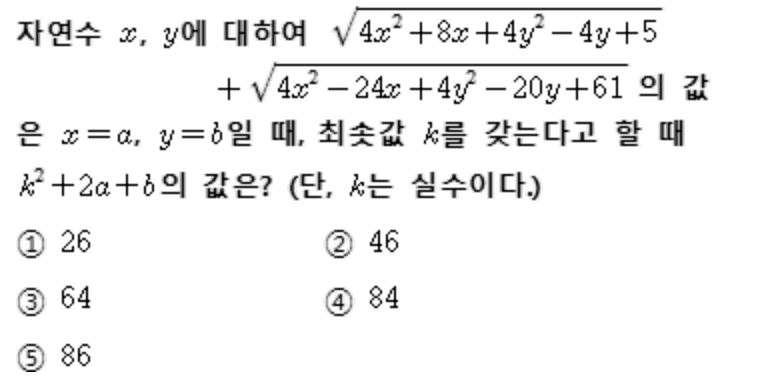 자연수 x, y에 대하여 √(4x²+8x+4y²−4y+5)
+√(4x²−24x+4y²−20y+61) 의 값
은 x=a, y=b일 때, 최솟값 k를 갖는다고 할 때
k²+2a+b의 값은? (단, k는 실수이다.)
① 26 ② 46
③ 64 ④ 84
⑤ 86